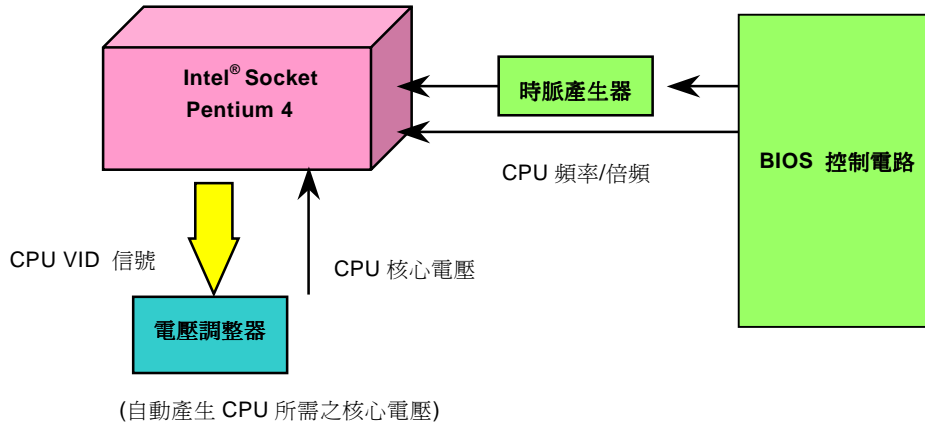 Intel® Socket
Pentium 4
時脈產生器
BIOS 控制電路
CPU 頻率/倍頻
CPU VID 信號
CPU 核心電壓
電壓調整器
(自動產生 CPU 所需之核心電壓)